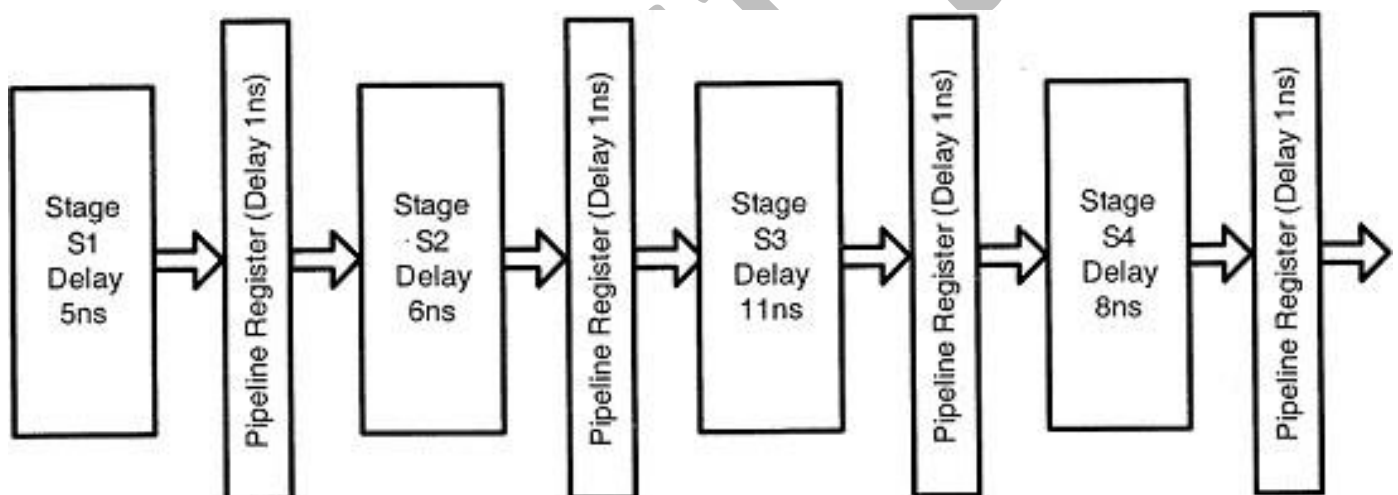 Stage
S1
Delay
5ns
Pipeline Register (Delay 1ns)
Stage
S2
Delay
6ns
Pipeline Register (Delay 1ns)
Stage
S3
Delay
11ns
Pipeline Register (Delay 1ns)
Stage
S4
Delay
8ns
Pipeline Register (Delay 1ns)